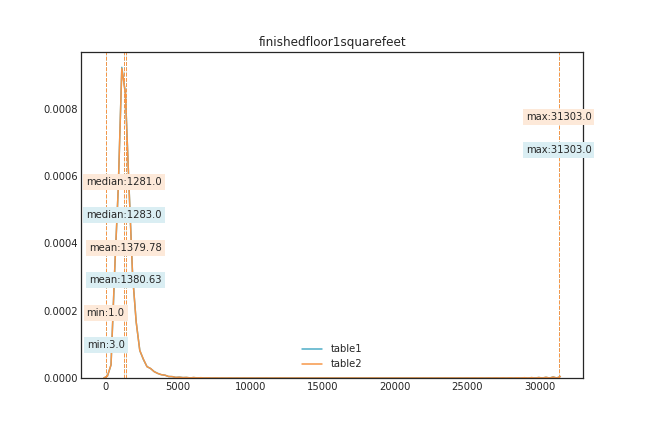 finishedfloor1squarefeet
0.0008
0.0006
0.0004
0.0002
0.0000
max:31303.0
max:31303.0
median:1281.0
median:1283.0
mean:1379.78
mean:1380.63
min:1.0
min:3.0
table1
table2
0 5000 10000 15000 20000 25000 30000